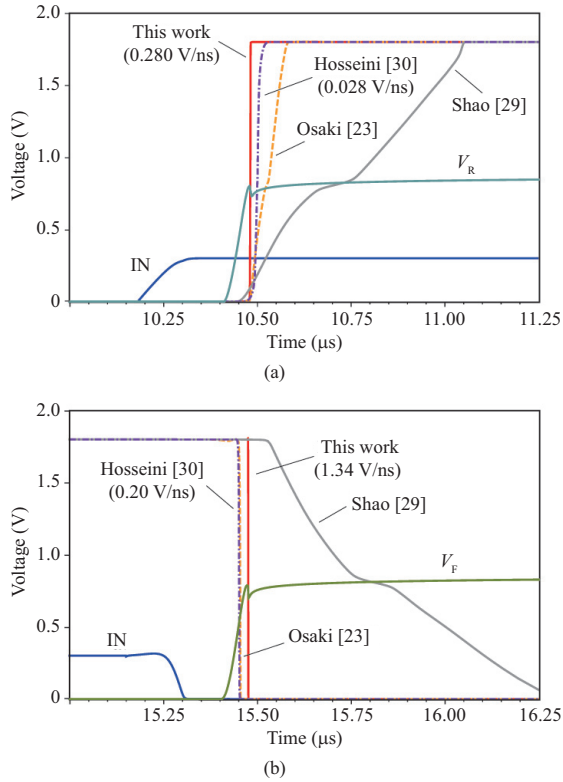 2.0
1.5
1.0
0.5
0
Voltage (V)
This work
(0.280 V/ns)
Hosseini [30]
(0.028 V/ns)
Osaki [23]
Shao [29]
VR
IN
10.25
10.50
10.75
11.00
11.25
Time (μs)
(a)
2.0
1.5
1.0
0.5
0
Voltage (V)
Hosseini [30]
(0.20 V/ns)
This work
(1.34 V/ns)
Shao [29]
VF
IN
Osaki [23]
15.25
15.50
15.75
16.00
16.25
Time (μs)
(b)